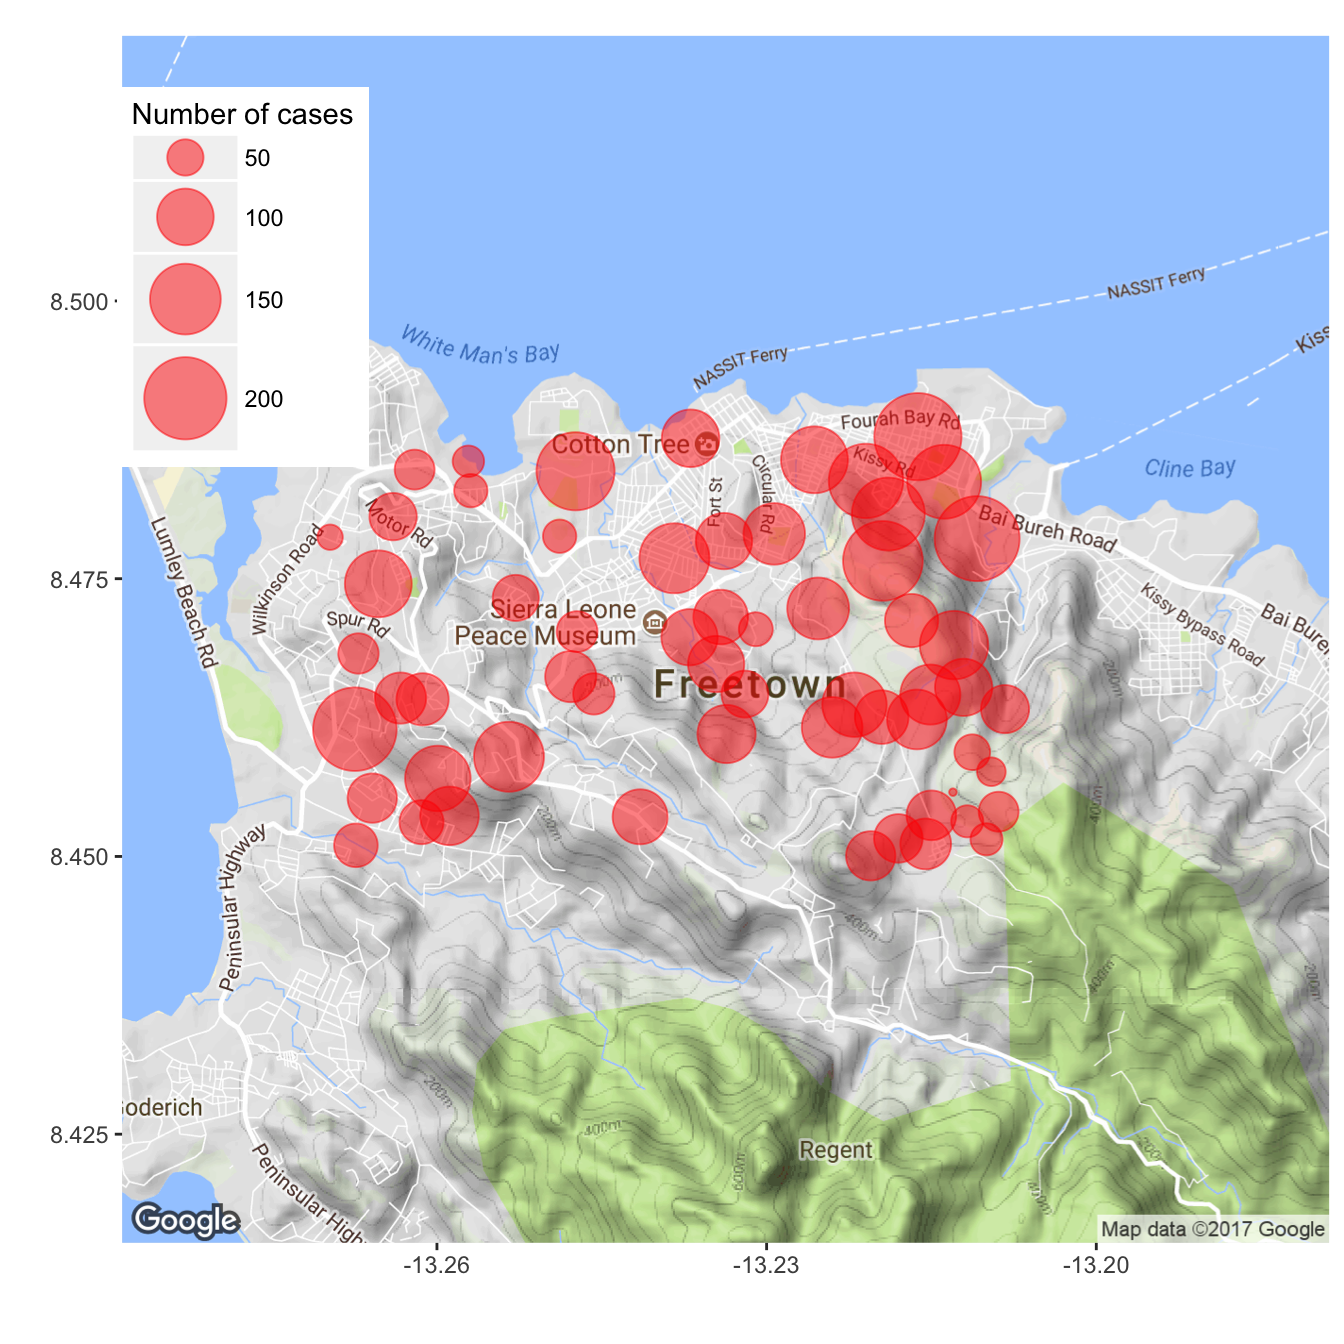 Number of cases
50
100
150
200
8.500
8.475
8.450
8.425
White Man's Bay
NASSIT Ferry
NASSIT Ferry
Kiss
Cotton Tree
Fourah Bay Rd
Kissy Rd
Circular Rd
Fort St
Cline Bay
Motor Rd
Wilkinson Road
Lumley Beach Rd
Bai Bureh Road
Kissy Bypass Road
Bai Bure
Spur Rd
Sierra Leone
Peace Museum
Freetown
200m
200m
200m
400m
400m
400m
200m
Peninsular Highway
200m
400m
600m
400m
200m
Goderich
Regent
Peninsular High
Google
Map data ©2017 Google
-13.26
-13.23
-13.20